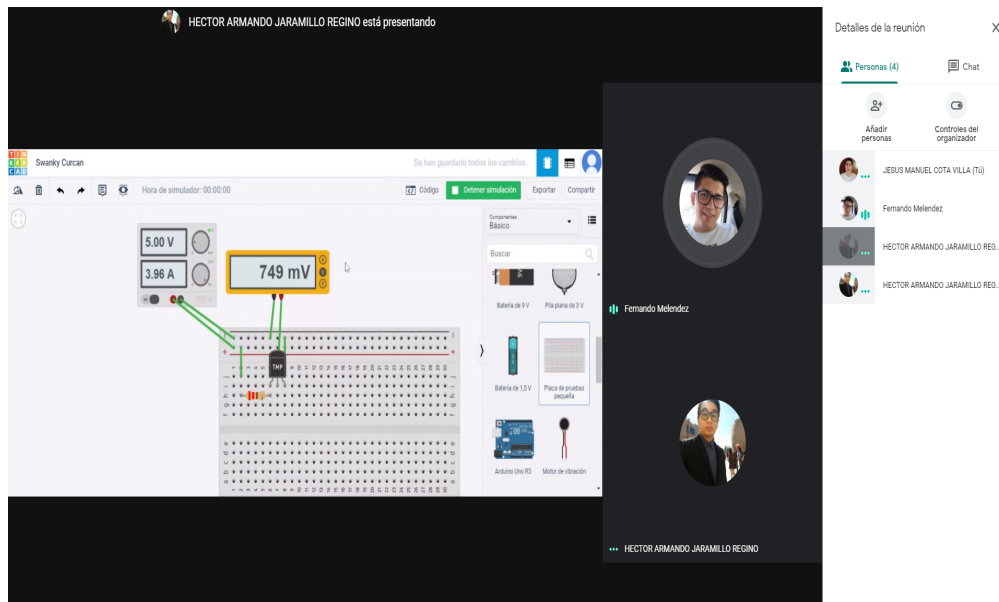 HECTOR ARMANDO JARAMILLO REGINO está presentando
Detalles de la reunión
Personas (4)
Chat
Añadir personas
Controles del organizador
JESUS MANUEL COTA VILLA (Tú)
Fernando Melendez
HECTOR ARMANDO JARAMILLO REG...
HECTOR ARMANDO JARAMILLO REG...
TIN
KER
CAD
Swanky Curcan
Se han guardado todos los cambios.
Hora de simulador: 00:00:00
Código
Detener simulación
Exportar
Compartir
5.00 V
3.96 A
749 mV
TMP
Componentes
Básico
Buscar
9V
Batería de 9 V
Pila plana de 3 V
Batería de 1,5 V
Placa de pruebas pequeña
Arduino Uno R3
Motor de vibración
Fernando Melendez
HECTOR ARMANDO JARAMILLO REGINO